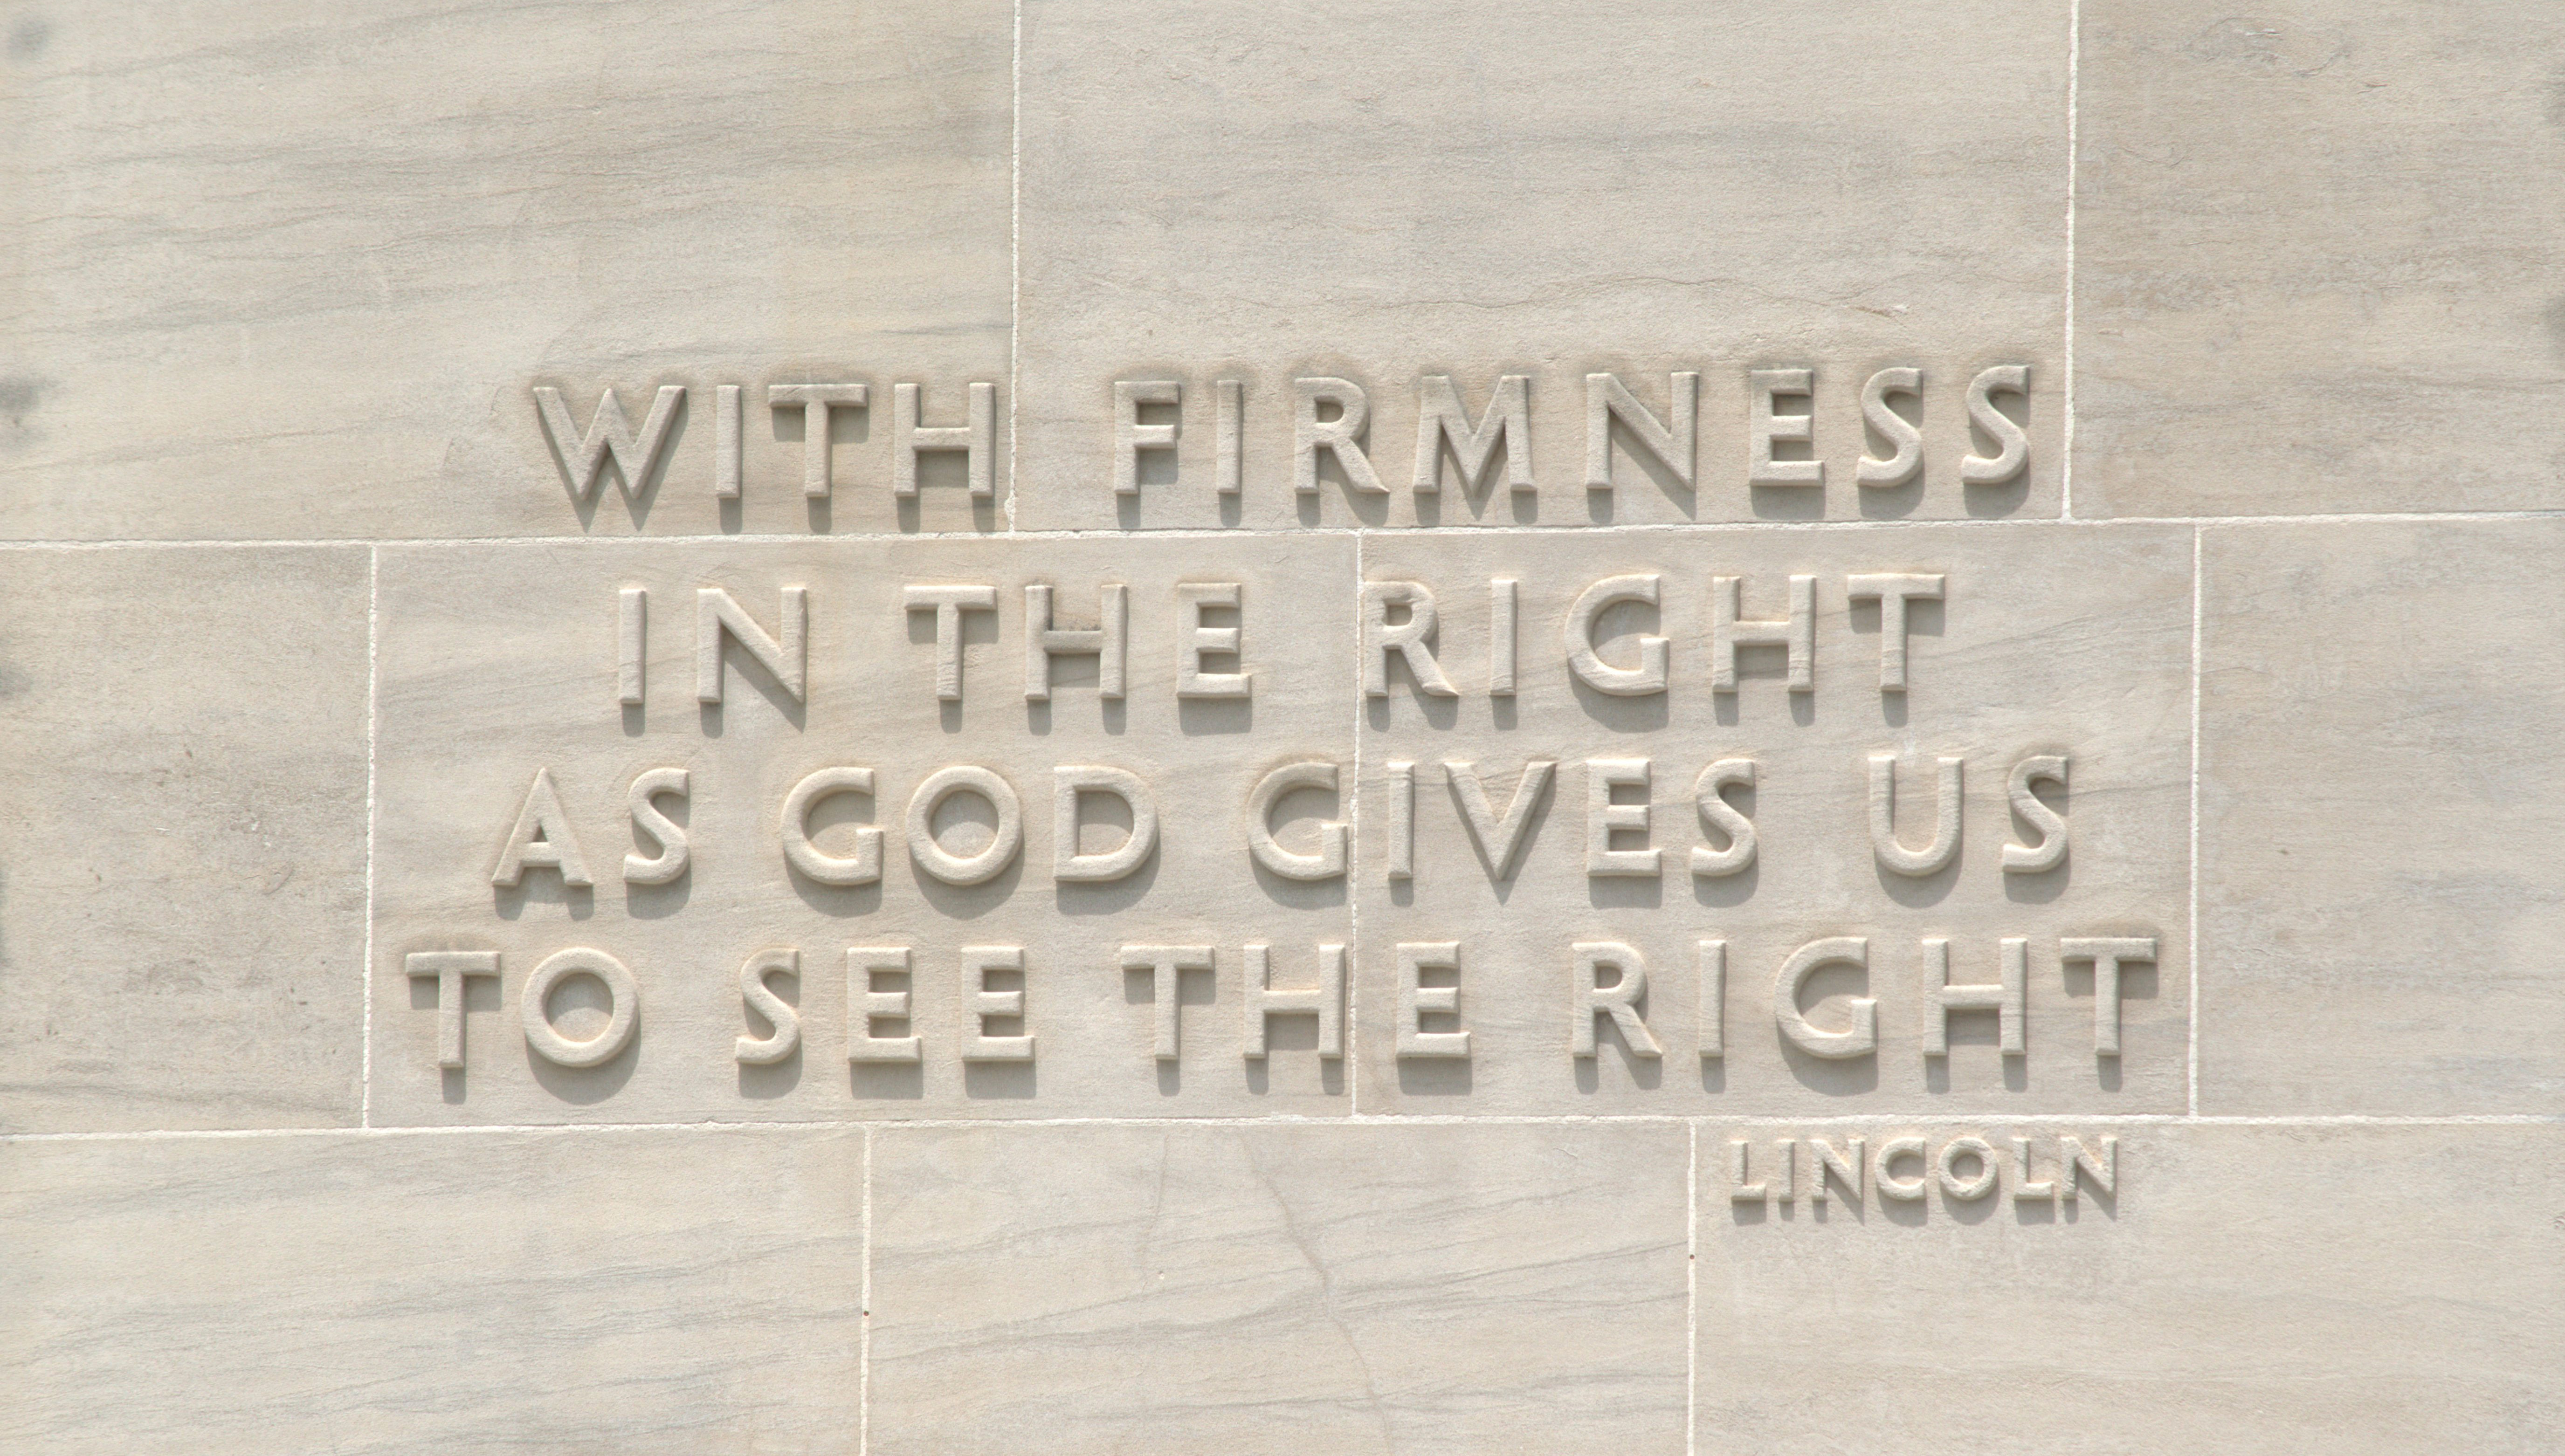 WITH FIRMNESS
IN THE RIGHT
AS GOD GIVES US
TO SEE THE RIGHT
LINCOLN